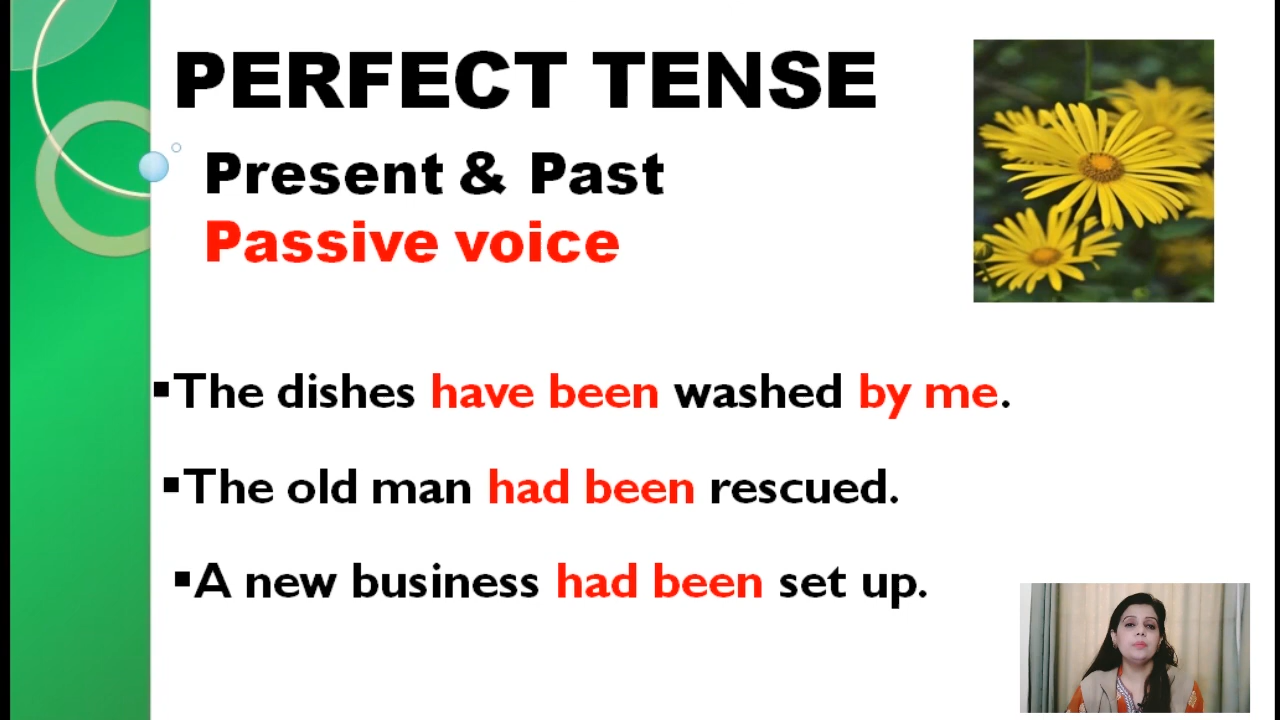 PERFECT TENSE
Present & Past
Passive voice
▪The dishes have been washed by me.
▪The old man had been rescued.
▪A new business had been set up.